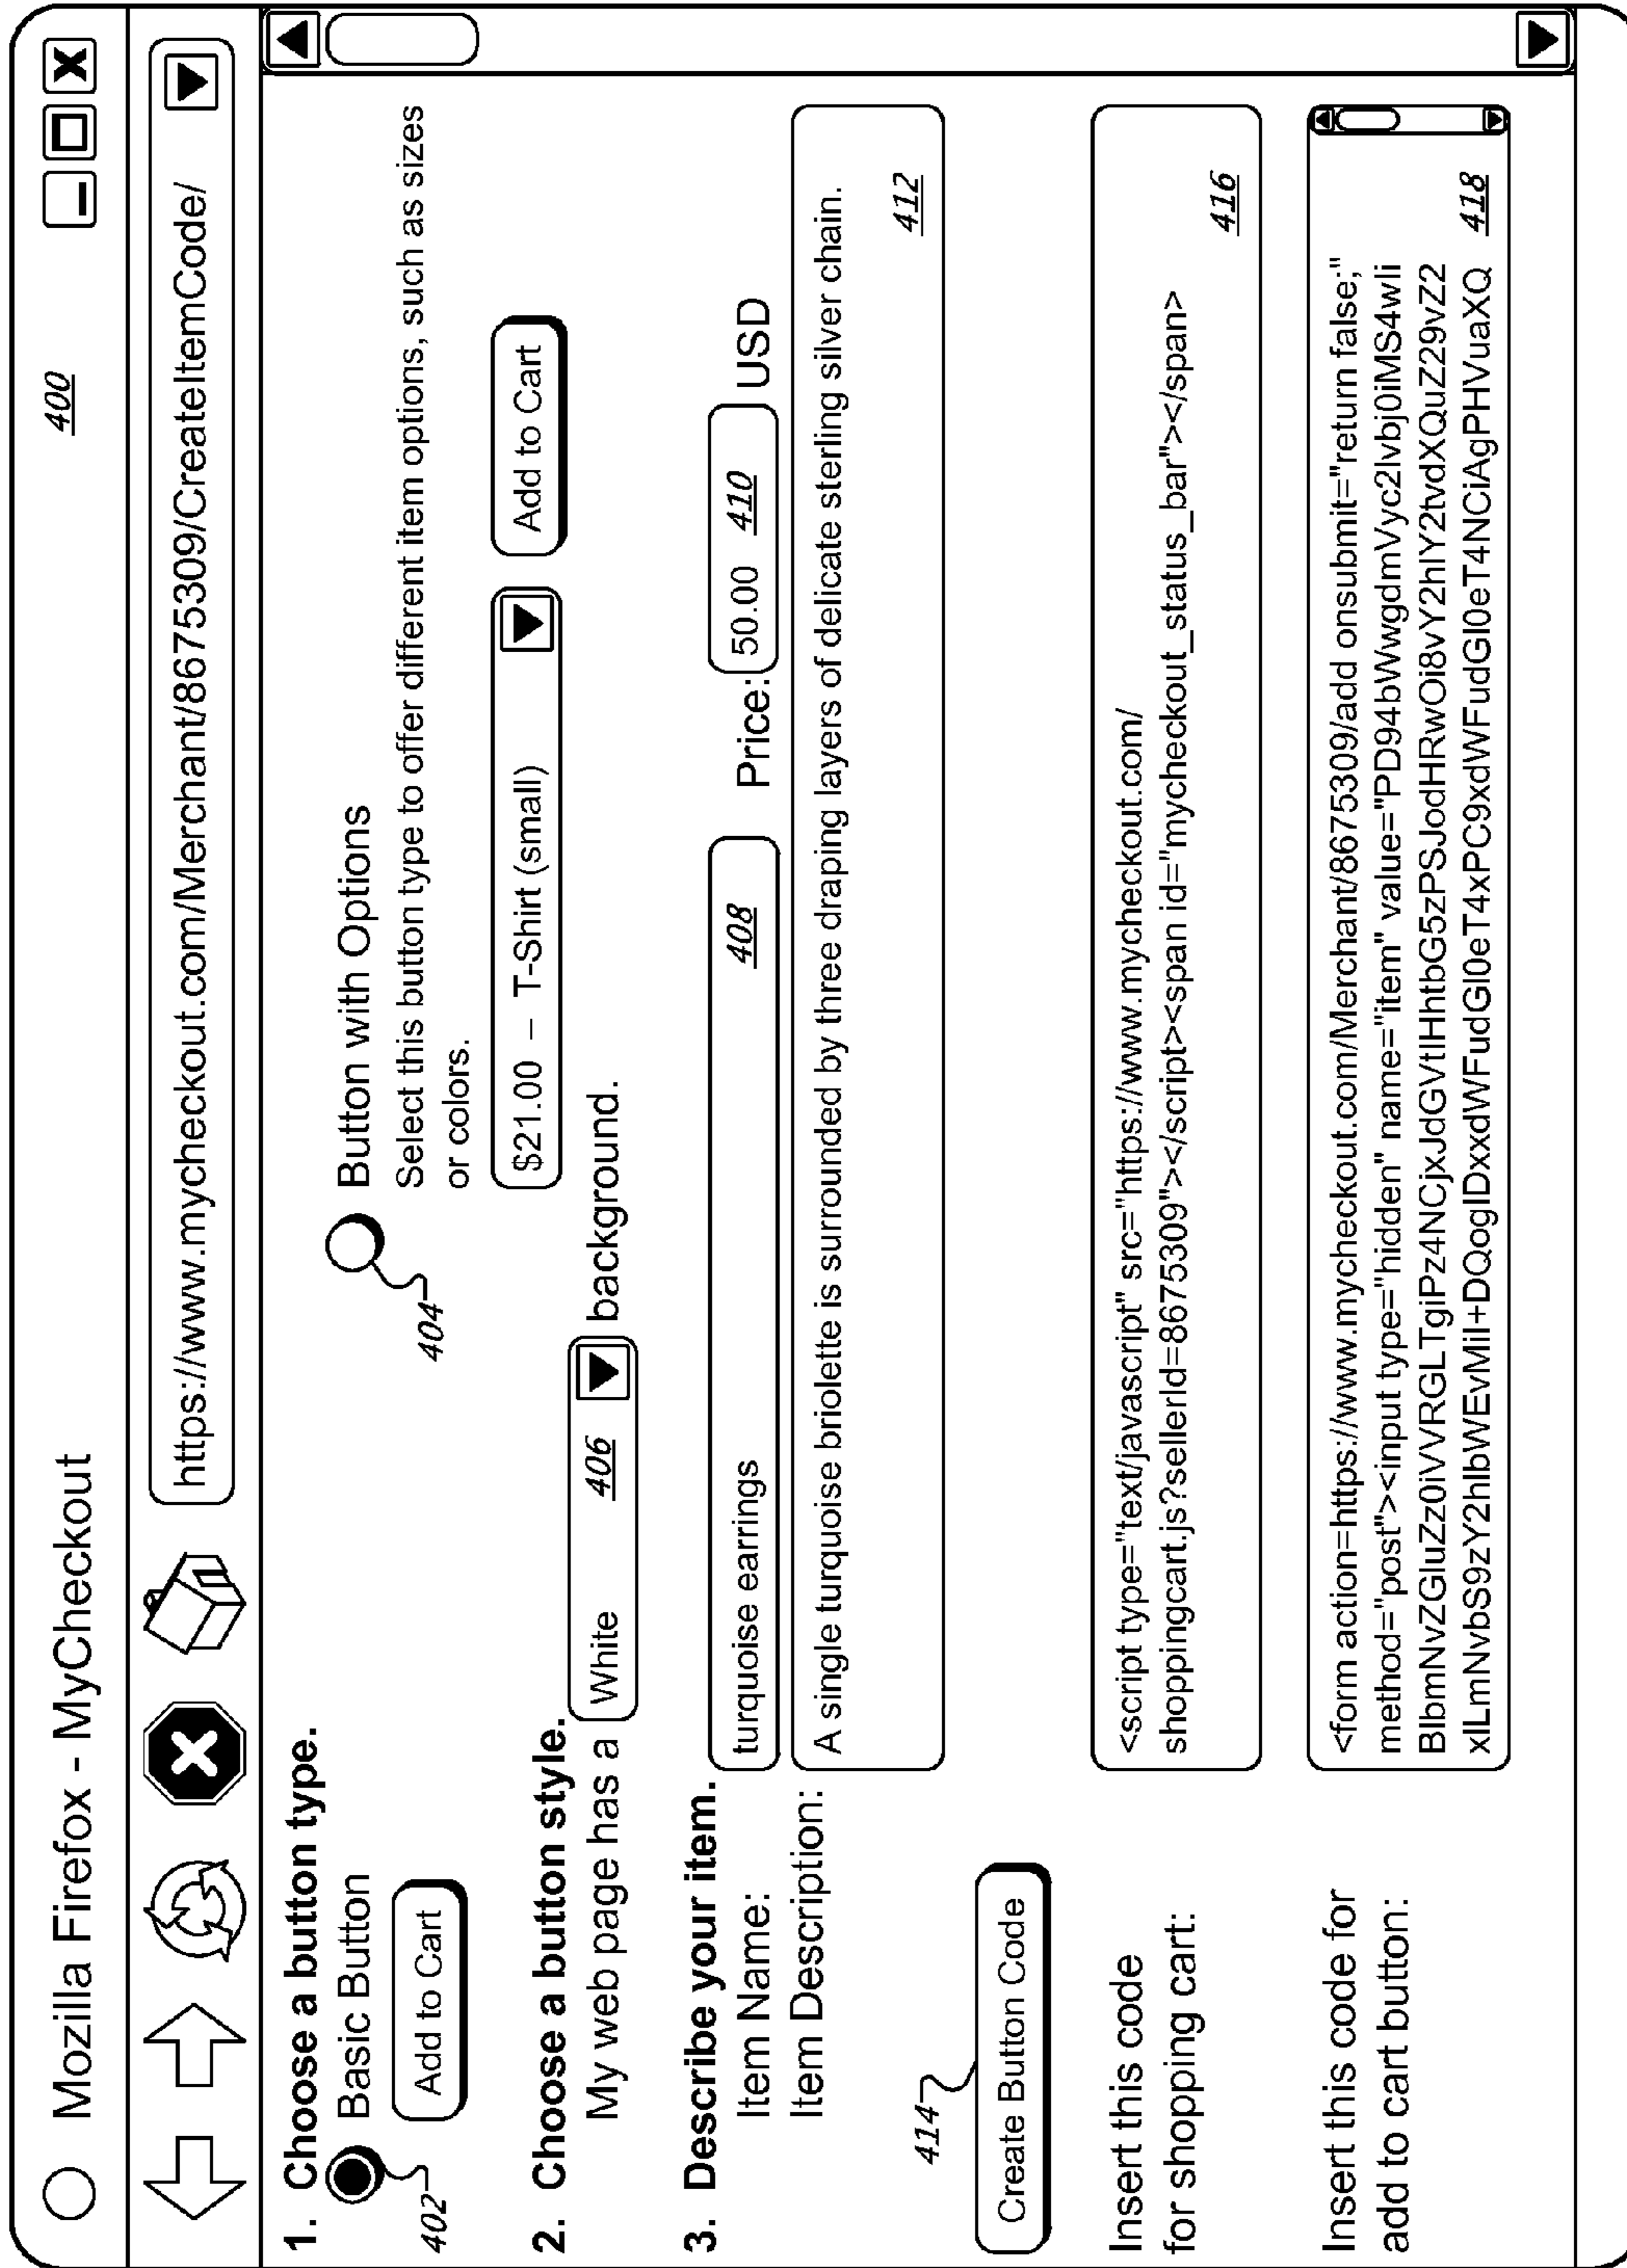 Mozilla Firefox - MyCheckout
400
https://www.mycheckout.com/Merchant/8675309/CreateItemCode/
1. Choose a button type.
Basic Button
Button with Options
402
Add to Cart
404
Select this button type to offer different item options, such as sizes
or colors.
$21.00 – T-Shirt (small)
Add to Cart
2. Choose a button style.
My web page has a White 406 background.
3. Describe your item.
Item Name: turquoise earrings 408 Price: 50.00 410 USD
Item Description: A single turquoise briolette is surrounded by three draping layers of delicate sterling silver chain.
412
414
Create Button Code
Insert this code
for shopping cart:
<script type="text/javascript" src="https://www.mycheckout.com/
shoppingcart.js?sellerId=8675309"></script><span id="mycheckout_status_bar"></span>
416
Insert this code for
add to cart button:
<form action=https://www.mycheckout.com/Merchant/8675309/add onsubmit="return false;"
method="post"><input type="hidden" name="item" value="PD94bWwgdmVyc2lvbj0iMS4wIi
BlbmNvZGluZz0iVVRGLTgiPz4NCjxJdGVtIHhtbG5zPSJodHRwOi8vY2hlY2tvdXQuZ29vZ2
xlLmNvbS9zY2hlbWEvMiI+DQogIDxxdWFudGl0eT4xPC9xdWFudGl0eT4NCiAgPHVuaXQ
418